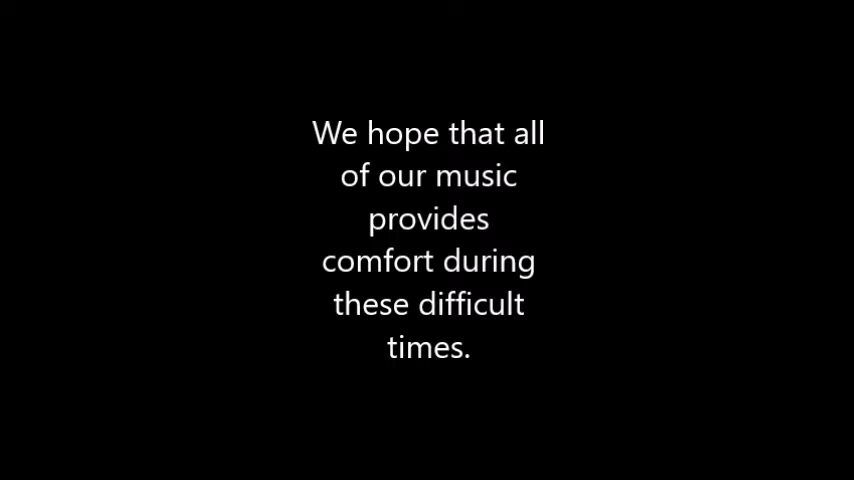 We hope that all
of our music
provides
comfort during
these difficult
times.